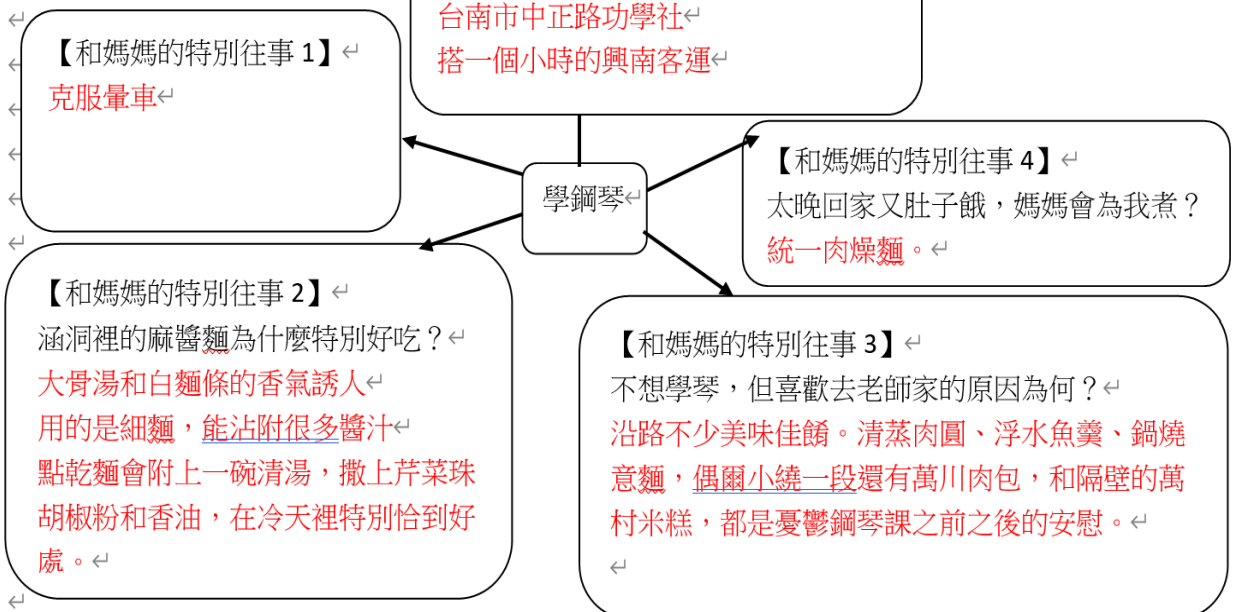 台南市中正路功學社
搭一個小時的興南客運
【和媽媽的特別往事 1】
克服暈車
學鋼琴
【和媽媽的特別往事 4】
太晚回家又肚子餓，媽媽會為我煮？
統一肉燥麵。
【和媽媽的特別往事 2】
涵洞裡的麻醬麵為什麼特別好吃？
大骨湯和白麵條的香氣誘人
用的是細麵，能沾附很多醬汁
點乾麵會附上一碗清湯，撒上芹菜珠
胡椒粉和香油，在冷天裡特別恰到好
處。
【和媽媽的特別往事 3】
不想學琴，但喜歡去老師家的原因為何？
沿路不少美味佳餚。清蒸肉圓、浮水魚羹、鍋燒
意麵，偶爾小繞一段還有萬川肉包，和隔壁的萬
村米糕，都是憂鬱鋼琴課之前之後的安慰。